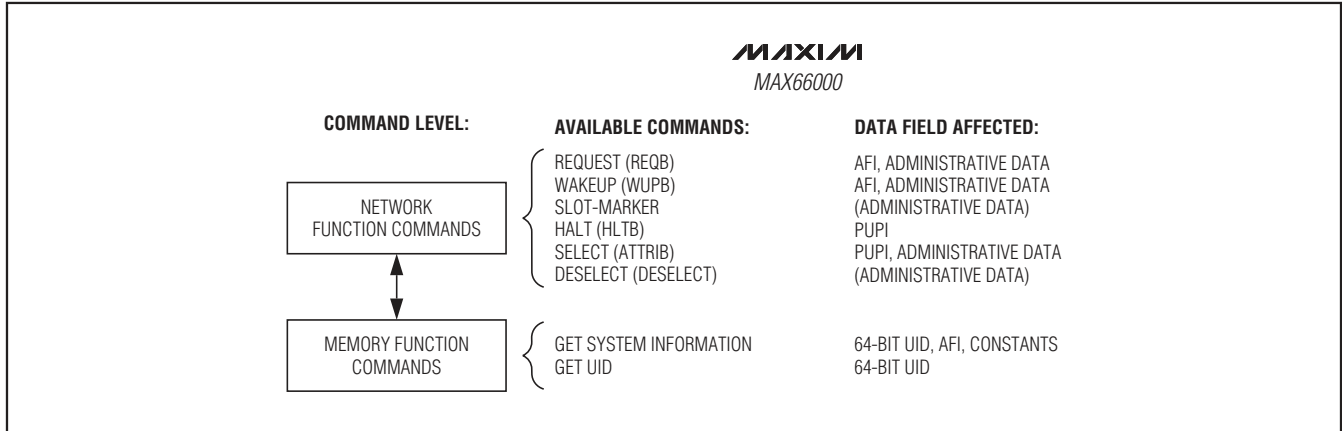 MAXIM
MAX66000
COMMAND LEVEL: AVAILABLE COMMANDS: DATA FIELD AFFECTED:
NETWORK
FUNCTION COMMANDS
REQUEST (REQB) AFI, ADMINISTRATIVE DATA
WAKEUP (WUPB) AFI, ADMINISTRATIVE DATA
SLOT-MARKER (ADMINISTRATIVE DATA)
HALT (HLTB) PUPI
SELECT (ATTRIB) PUPI, ADMINISTRATIVE DATA
DESELECT (DESELECT) (ADMINISTRATIVE DATA)
MEMORY FUNCTION
COMMANDS
GET SYSTEM INFORMATION 64-BIT UID, AFI, CONSTANTS
GET UID 64-BIT UID